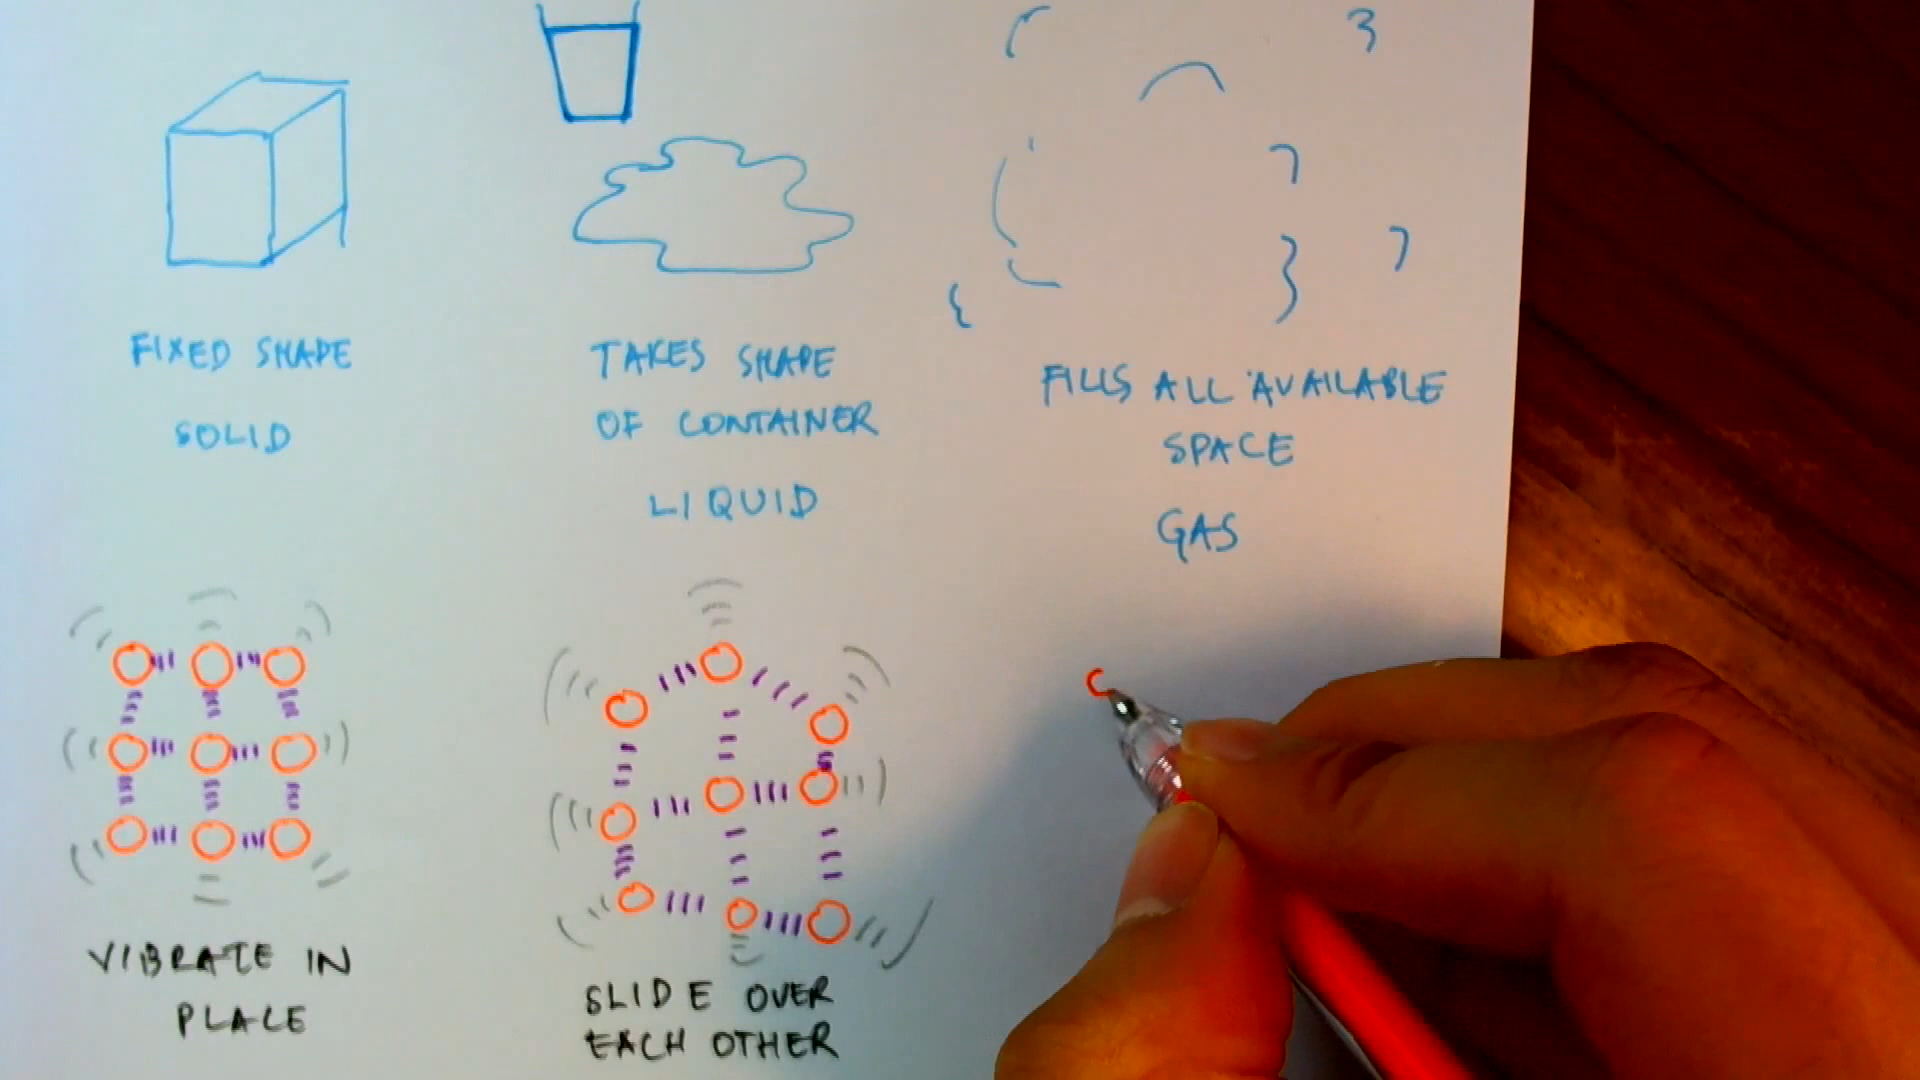 FIXED SHAPE
SOLID
TAKES SHAPE
OF CONTAINER
LIQUID
FILLS ALL AVAILABLE
SPACE
GAS
VIBRATE IN
PLACE
SLIDE OVER
EACH OTHER